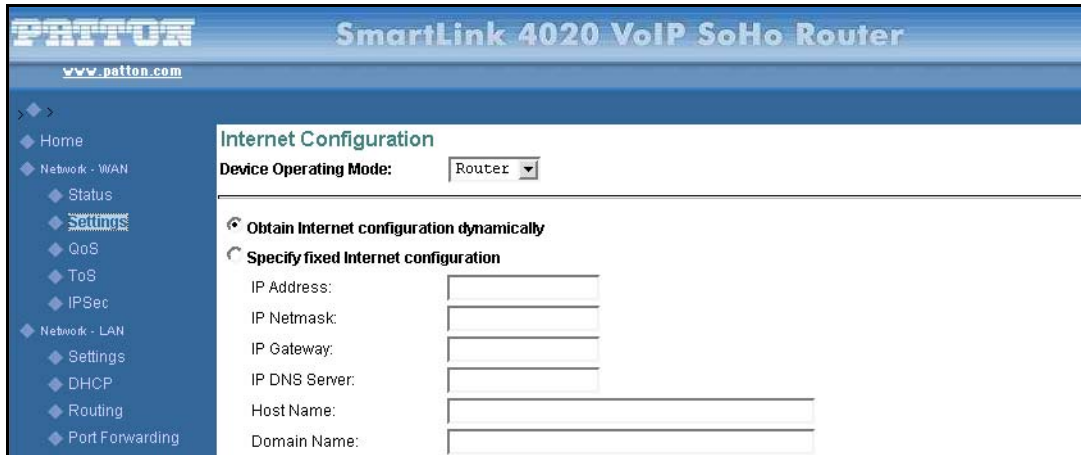 PATTON
SmartLink 4020 VoIP SoHo Router
www.patton.com
Home
Network - WAN
Status
Settings
QoS
ToS
IPSec
Network - LAN
Settings
DHCP
Routing
Port Forwarding
Internet Configuration
Device Operating Mode: Router
Obtain Internet configuration dynamically
Specify fixed Internet configuration
IP Address:
IP Netmask:
IP Gateway:
IP DNS Server:
Host Name:
Domain Name: